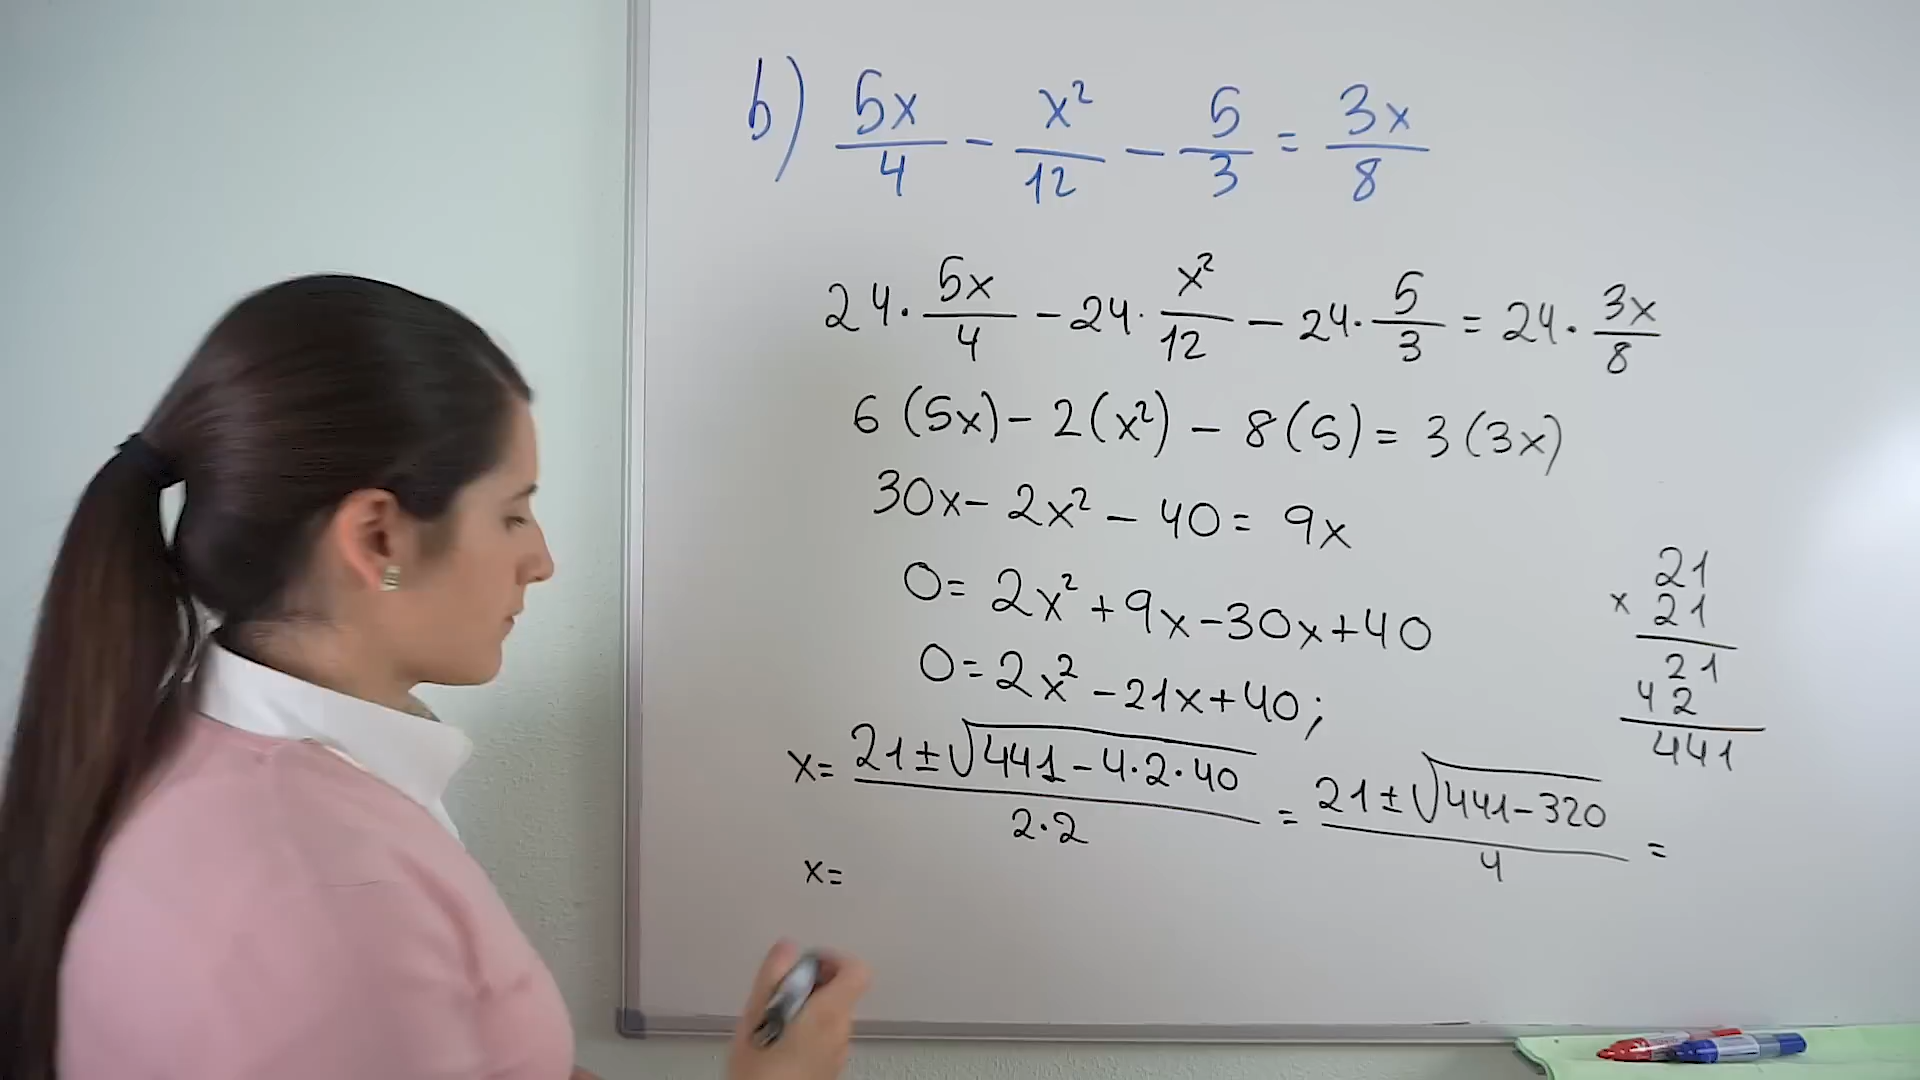 b) 5x/4 - x²/12 - 5/3 = 3x/8
24 · 5x/4 - 24 · x²/12 - 24 · 5/3 = 24 · 3x/8
6 (5x) - 2(x²) - 8(5) = 3(3x)
30x - 2x² - 40 = 9x
0 = 2x² + 9x - 30x + 40
0 = 2x² - 21x + 40;
x = (21 ± √(441 - 4·2·40))/(2·2) = (21 ± √(441 - 320))/4 =
x =
21
x 21
21
42
441